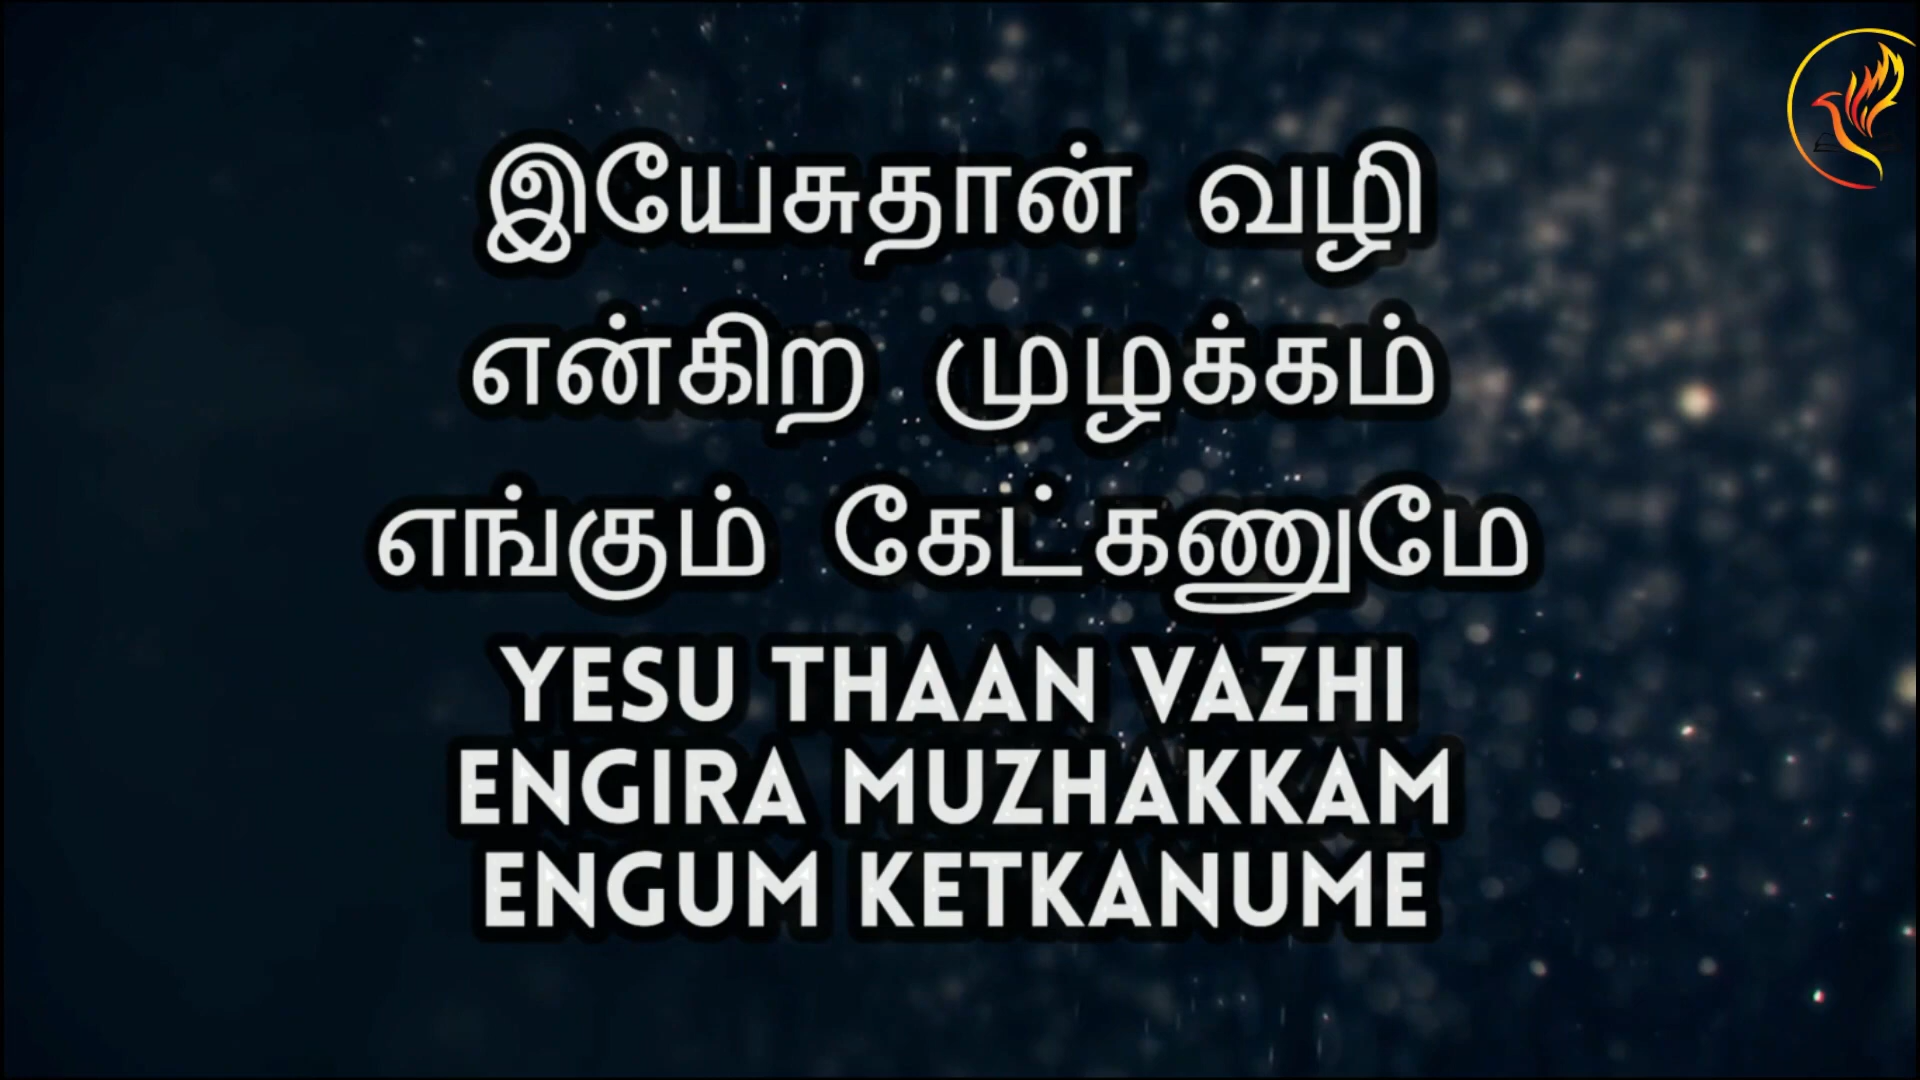 இயேசுதான் வழி
என்கிற முழக்கம்
எங்கும் கேட்கணுமே
YESU THAAN VAZHI
ENGIRA MUZHAKKAM
ENGUM KETKANUME